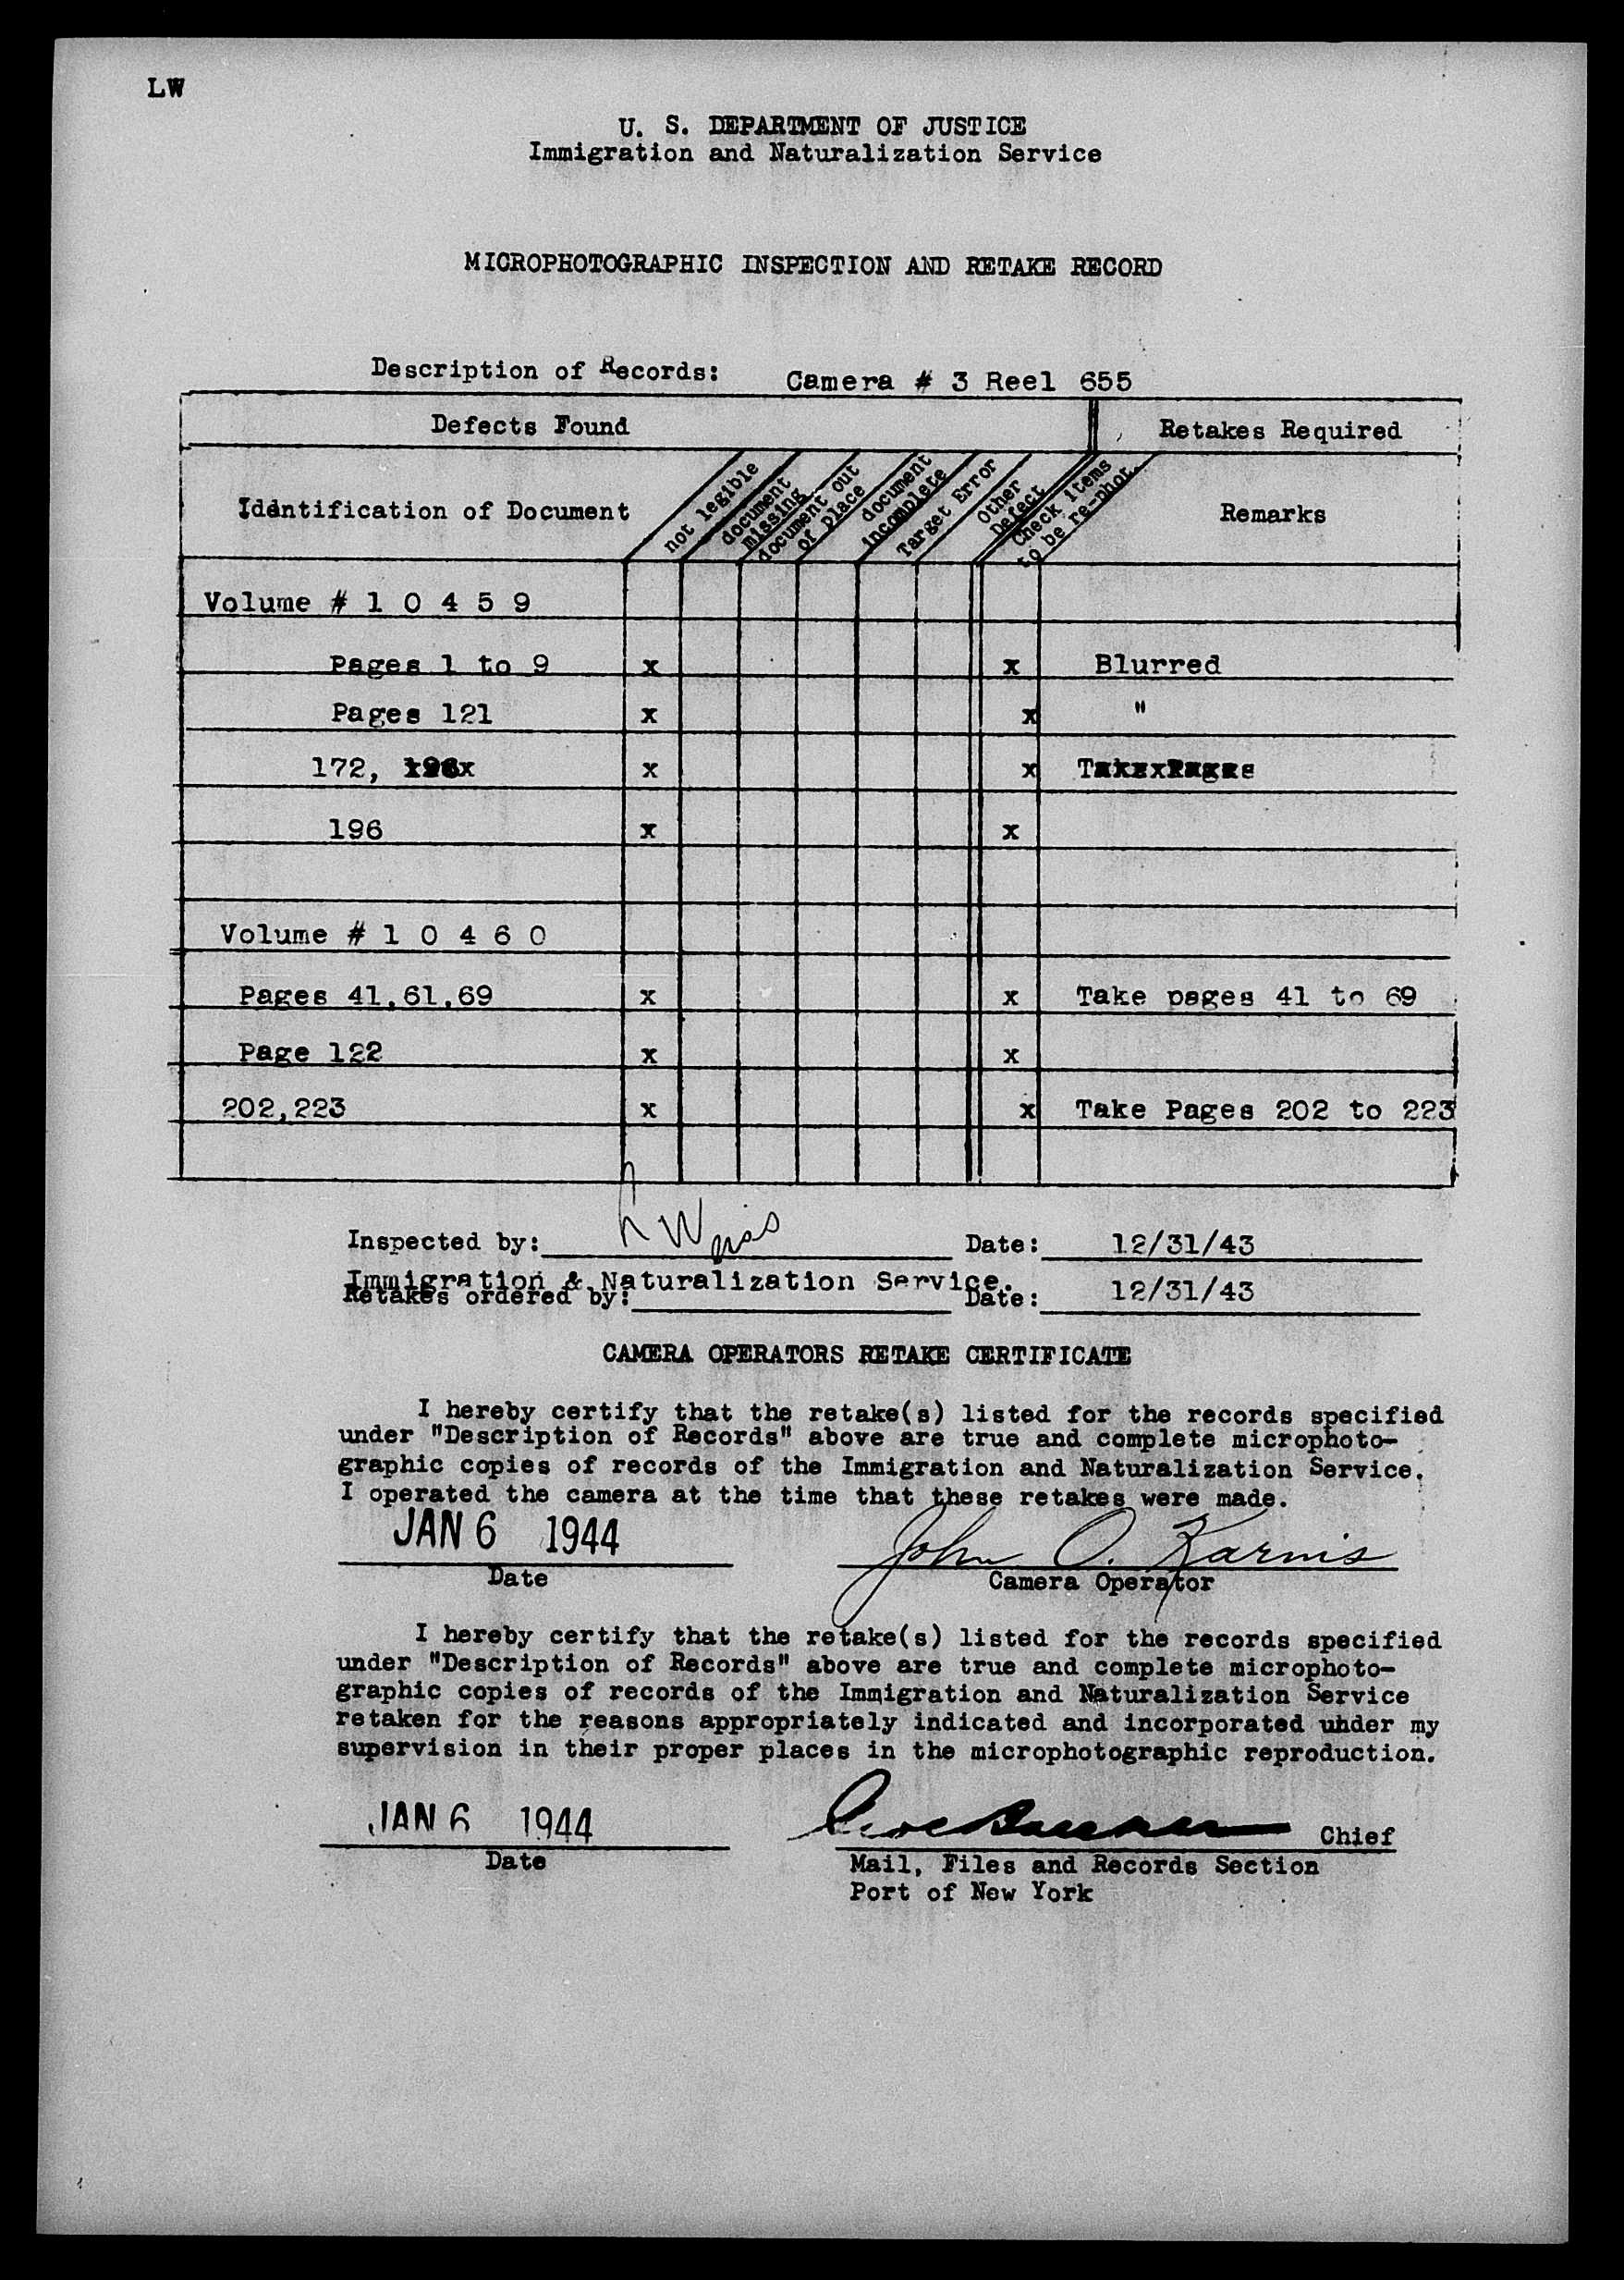 LW
U. S. DEPARTMENT OF JUSTICE
Immigration and Naturalization Service
MICROPHOTOGRAPHIC INSPECTION AND RETAKE RECORD
Description of Records: Camera # 3 Reel 655
Defects Found Retakes Required
Identification of Document not legible document missing document out of place document incomplete Target Error Other Defect Check items to be re-phot. Remarks
Volume # 1 0 4 5 9
Pages 1 to 9 x x Blurred
Pages 121 x x "
172, x x
196 x x
Volume # 1 0 4 6 0
Pages 41,61,69 x x Take pages 41 to 69
Page 122 x x
202,223 x x Take Pages 202 to 223
Inspected by: Date: 12/31/43
Immigration & Naturalization Service.
Retakes ordered by: Date: 12/31/43
CAMERA OPERATORS RETAKE CERTIFICATE
I hereby certify that the retake(s) listed for the records specified
under "Description of Records" above are true and complete microphoto-
graphic copies of records of the Immigration and Naturalization Service.
I operated the camera at the time that these retakes were made.
JAN 6 1944 John O. Karnis
Date Camera Operator
I hereby certify that the retake(s) listed for the records specified
under "Description of Records" above are true and complete microphoto-
graphic copies of records of the Immigration and Naturalization Service
retaken for the reasons appropriately indicated and incorporated under my
supervision in their proper places in the microphotographic reproduction.
JAN 6 1944 Chief
Date Mail, Files and Records Section
Port of New York